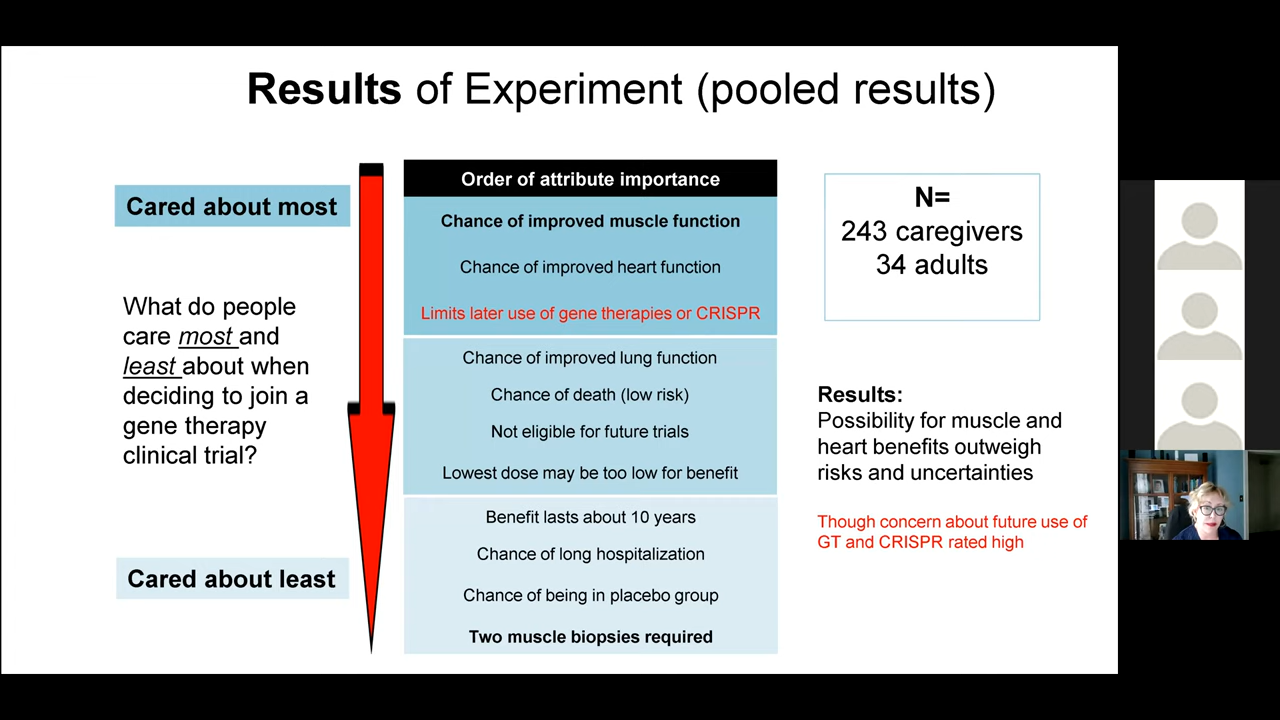 Results of Experiment (pooled results)
Cared about most
What do people
care most and
least about when
deciding to join a
gene therapy
clinical trial?
Cared about least
Order of attribute importance
Chance of improved muscle function
Chance of improved heart function
Limits later use of gene therapies or CRISPR
Chance of improved lung function
Chance of death (low risk)
Not eligible for future trials
Lowest dose may be too low for benefit
Benefit lasts about 10 years
Chance of long hospitalization
Chance of being in placebo group
Two muscle biopsies required
N=
243 caregivers
34 adults
Results:
Possibility for muscle and
heart benefits outweigh
risks and uncertainties
Though concern about future use of
GT and CRISPR rated high